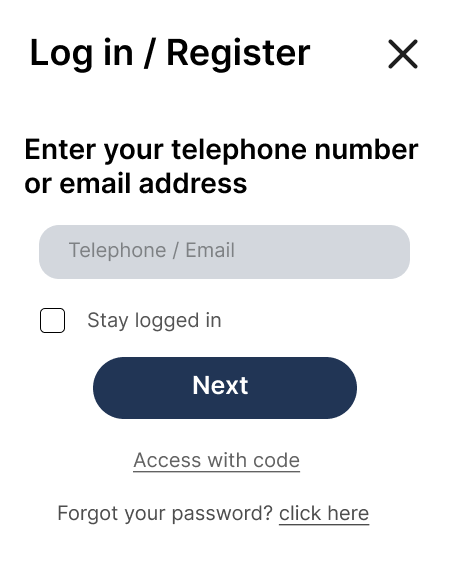 Log in / Register
Enter your telephone number
or email address
Telephone / Email
Stay logged in
Next
Access with code
Forgot your password? click here